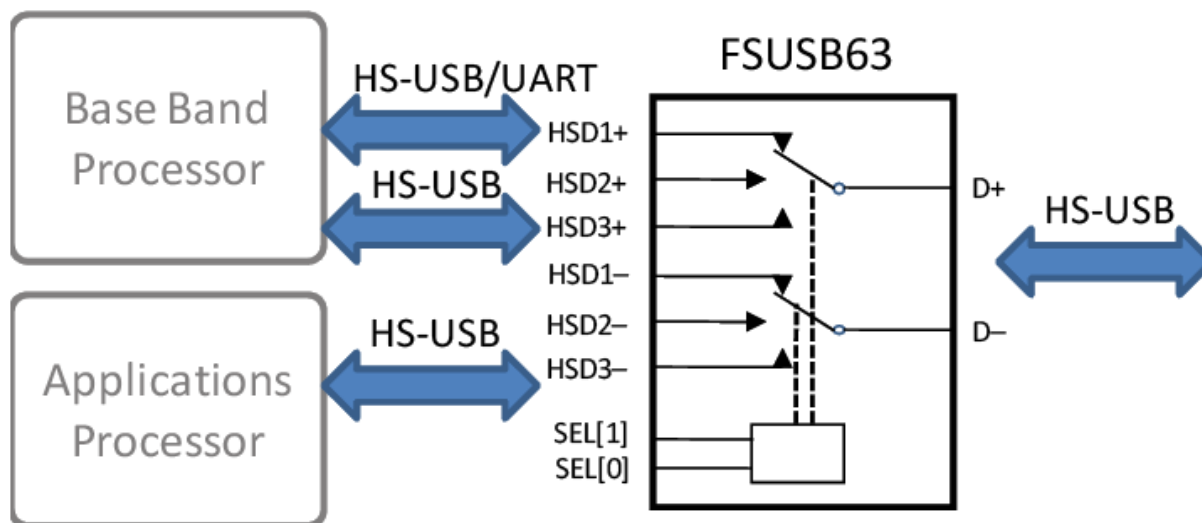 Base Band
Processor
Applications
Processor
HS-USB/UART
HS-USB
HS-USB
FSUSB63
HSD1+
HSD2+
HSD3+
HSD1–
HSD2–
HSD3–
SEL[1]
SEL[0]
D+
D–
HS-USB